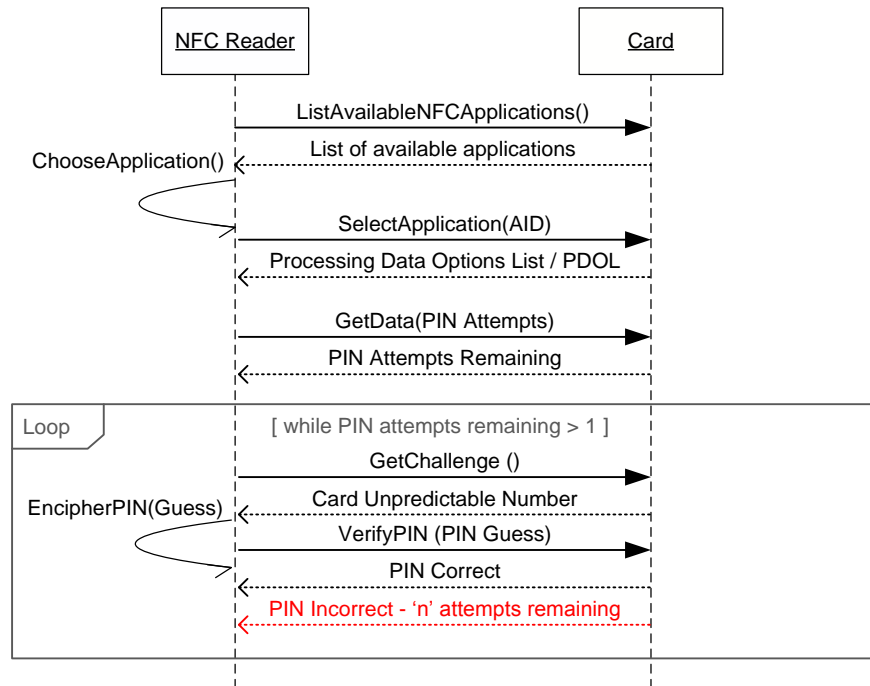 NFC Reader
Card
ListAvailableNFCApplications()
List of available applications
ChooseApplication()
SelectApplication(AID)
Processing Data Options List / PDOL
GetData(PIN Attempts)
PIN Attempts Remaining
Loop
[ while PIN attempts remaining > 1 ]
GetChallenge ()
Card Unpredictable Number
EncipherPIN(Guess)
VerifyPIN (PIN Guess)
PIN Correct
PIN Incorrect - ‘n’ attempts remaining